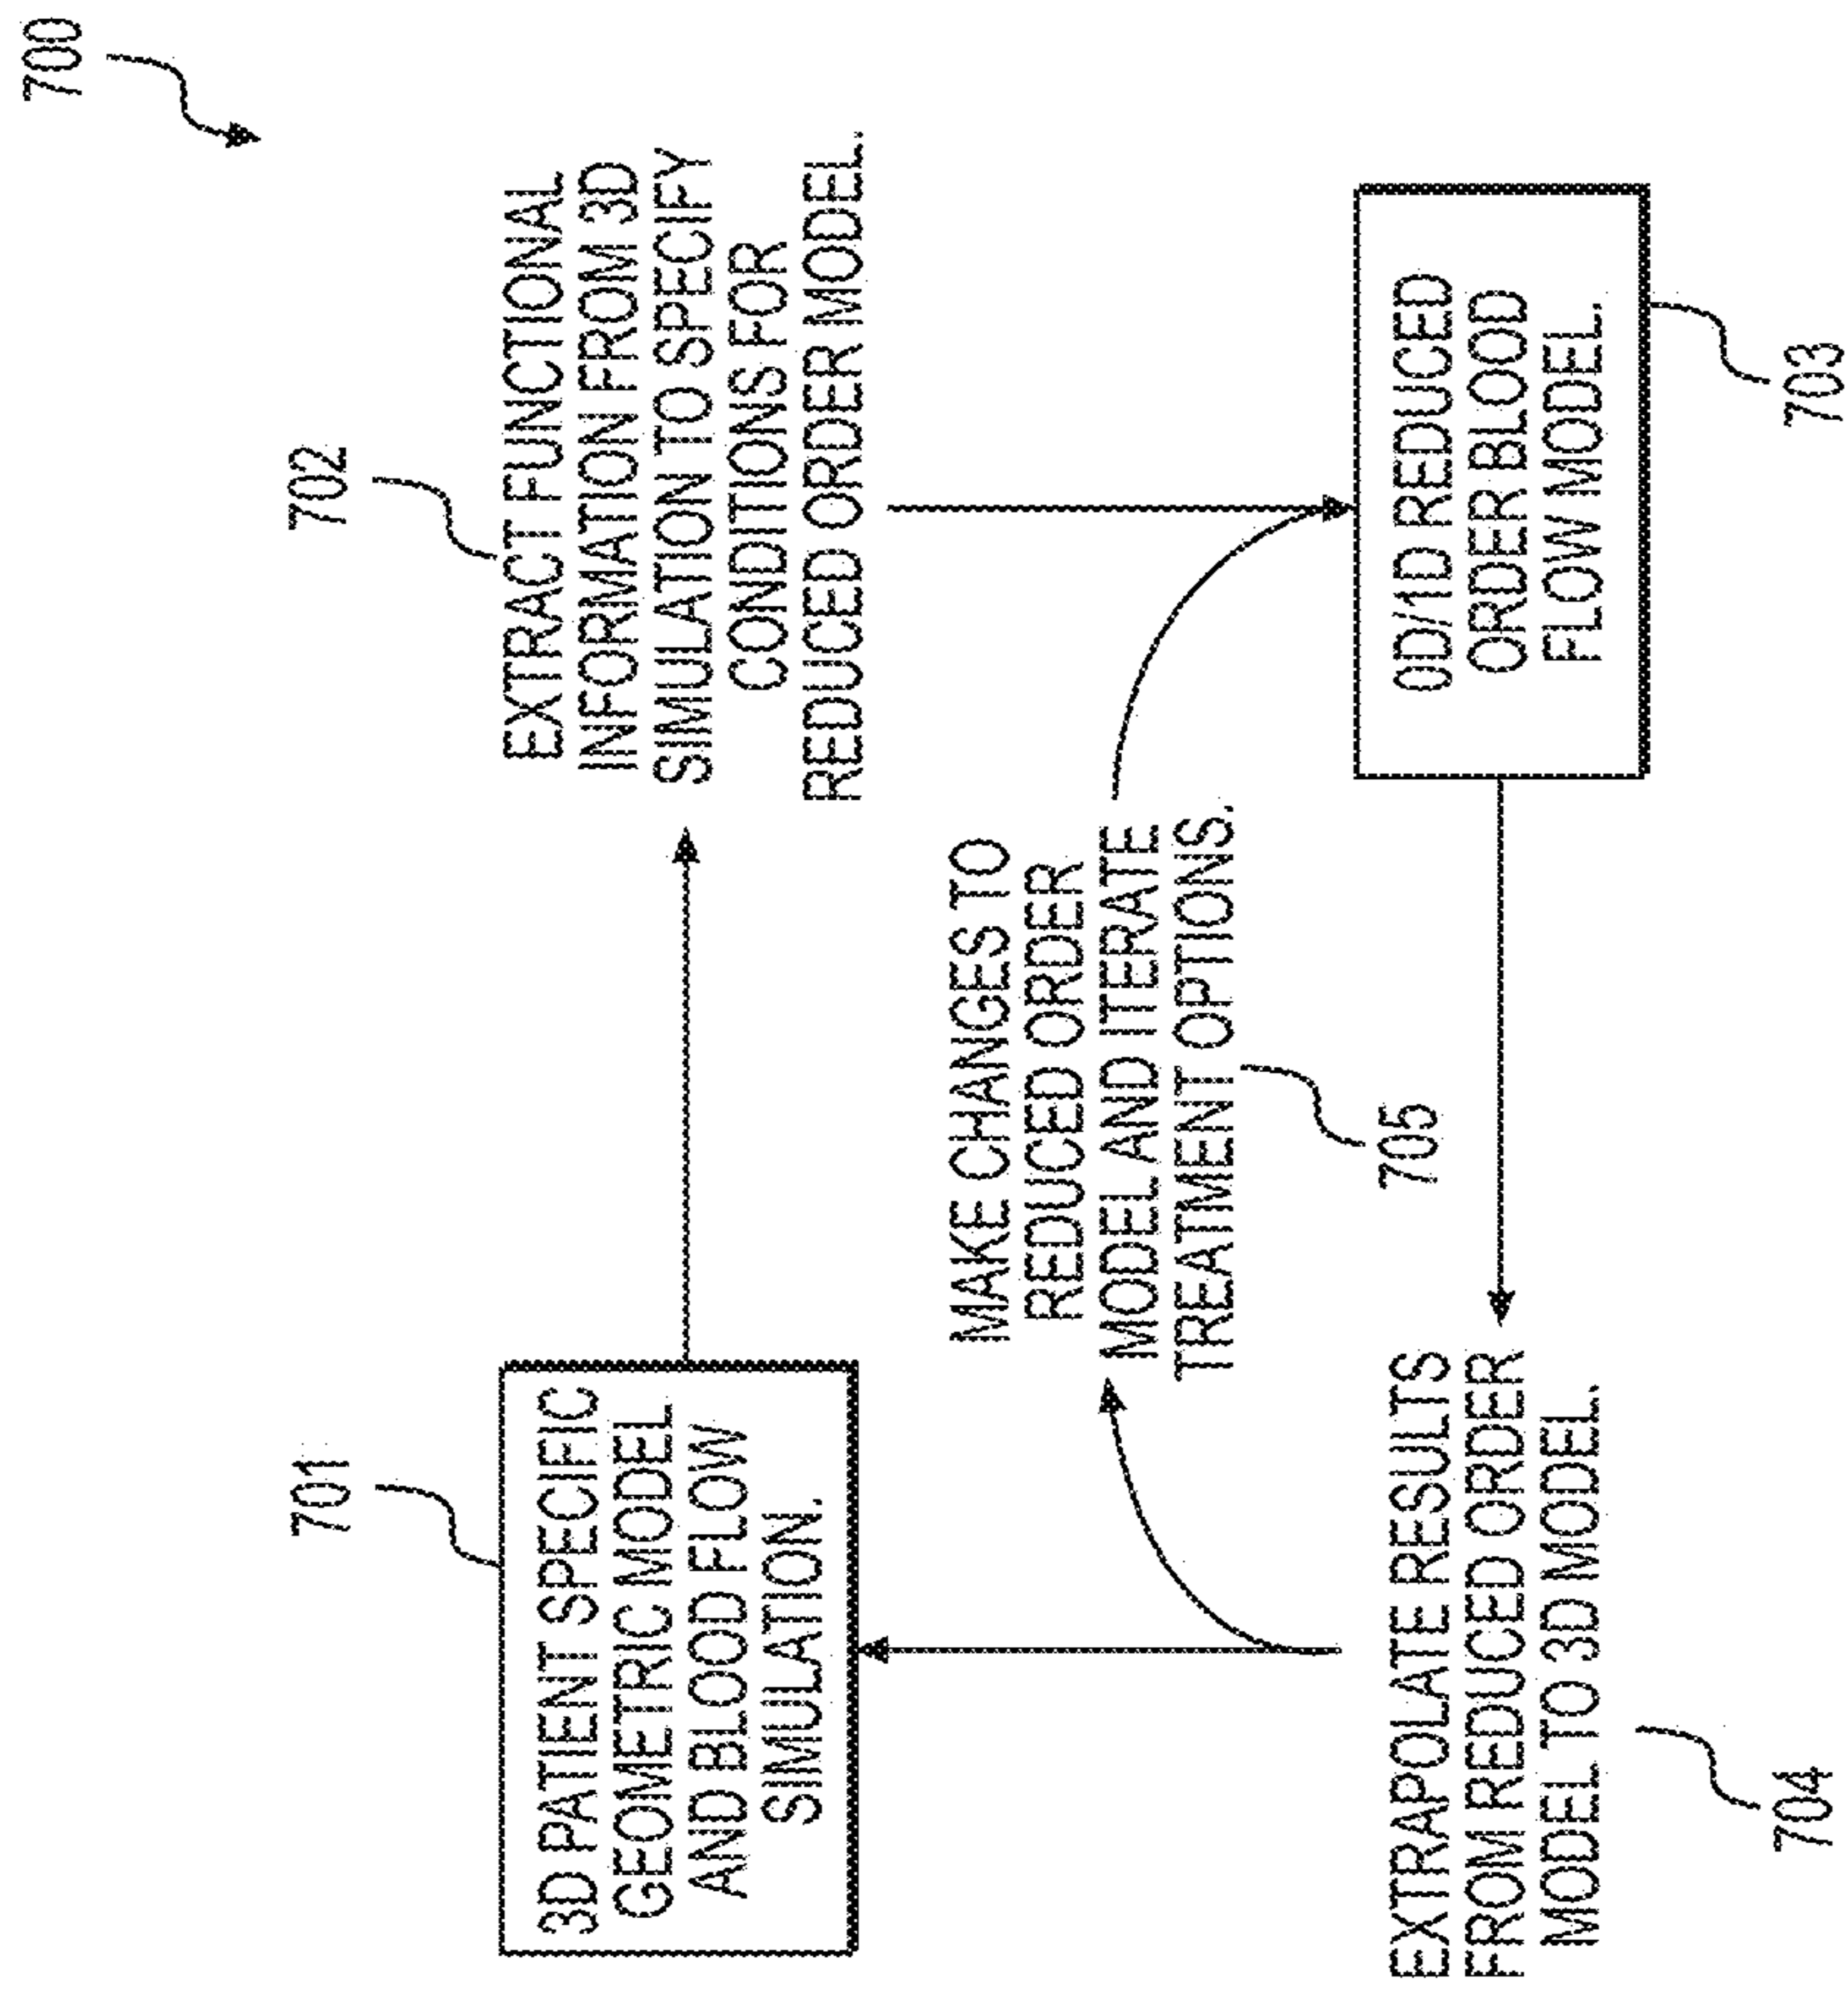 700
701
3D PATIENT SPECIFIC
GEOMETRIC MODEL
AND BLOOD FLOW
SIMULATION.
702
EXTRACT FUNCTIONAL
INFORMATION FROM 3D
SIMULATION TO SPECIFY
CONDITIONS FOR
REDUCED ORDER MODEL.
MAKE CHANGES TO
REDUCED ORDER
MODEL AND ITERATE
TREATMENT OPTIONS.
705
EXTRAPOLATE RESULTS
FROM REDUCED ORDER
MODEL TO 3D MODEL.
704
0D/1D REDUCED
ORDER BLOOD
FLOW MODEL.
703